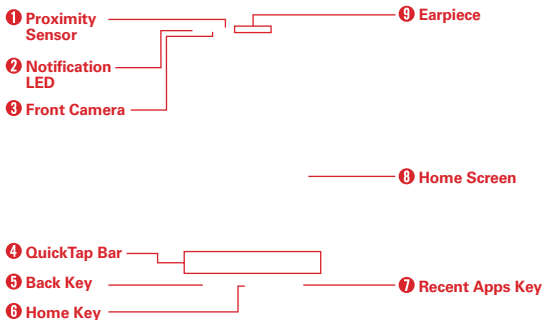 ❶ Proximity
Sensor
❷ Notification
LED
❸ Front Camera
❹ QuickTap Bar
❺ Back Key
❻ Home Key
❼ Recent Apps Key
❽ Home Screen
❾ Earpiece